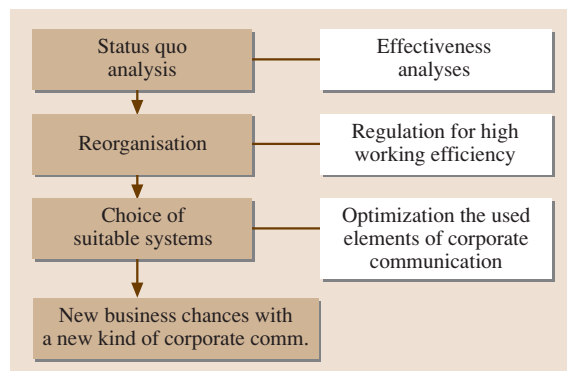 Status quo
analysis
Effectiveness
analyses
Reorganisation
Regulation for high
working efficiency
Choice of
suitable systems
Optimization the used
elements of corporate
communication
New business chances with
a new kind of corporate comm.